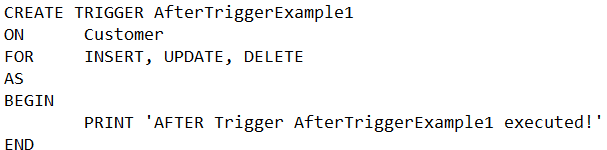 CREATE TRIGGER AfterTriggerExample1
ON      Customer
FOR     INSERT, UPDATE, DELETE
AS
BEGIN
        PRINT 'AFTER Trigger AfterTriggerExample1 executed!'
END